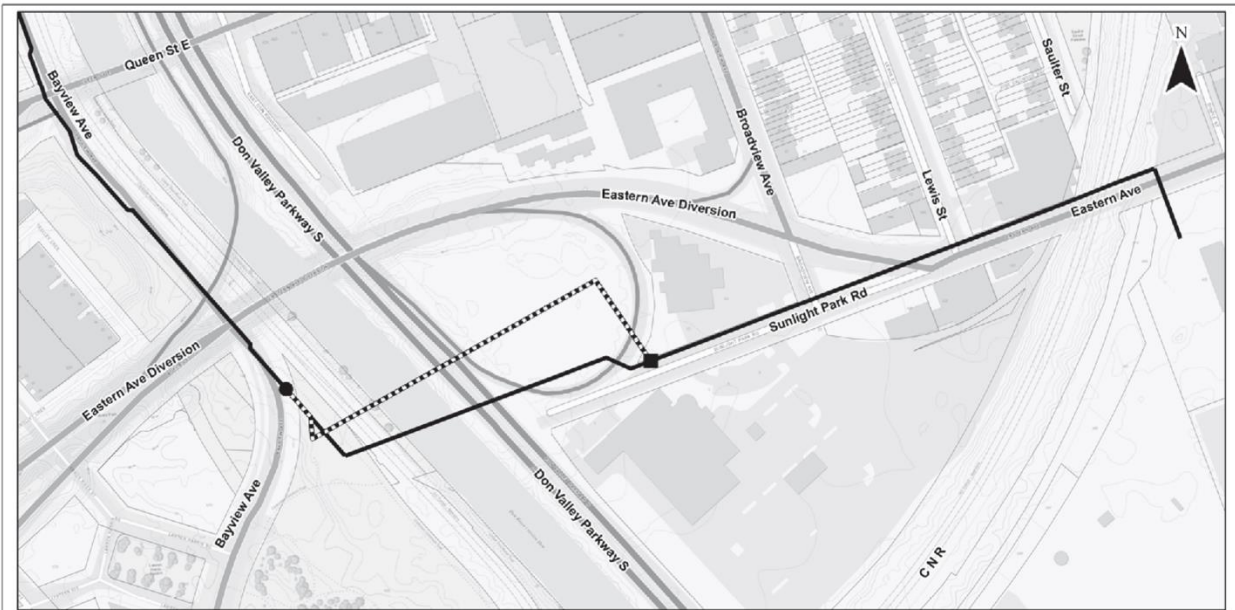 Queen St E
Bayview Ave
Don Valley Parkway S
Broadview Ave
Saulter St
N
Eastern Ave Diversion
Lewis St
Eastern Ave
Sunlight Park Rd
Eastern Ave Diversion
Bayview Ave
Don Valley Parkway S
C N R